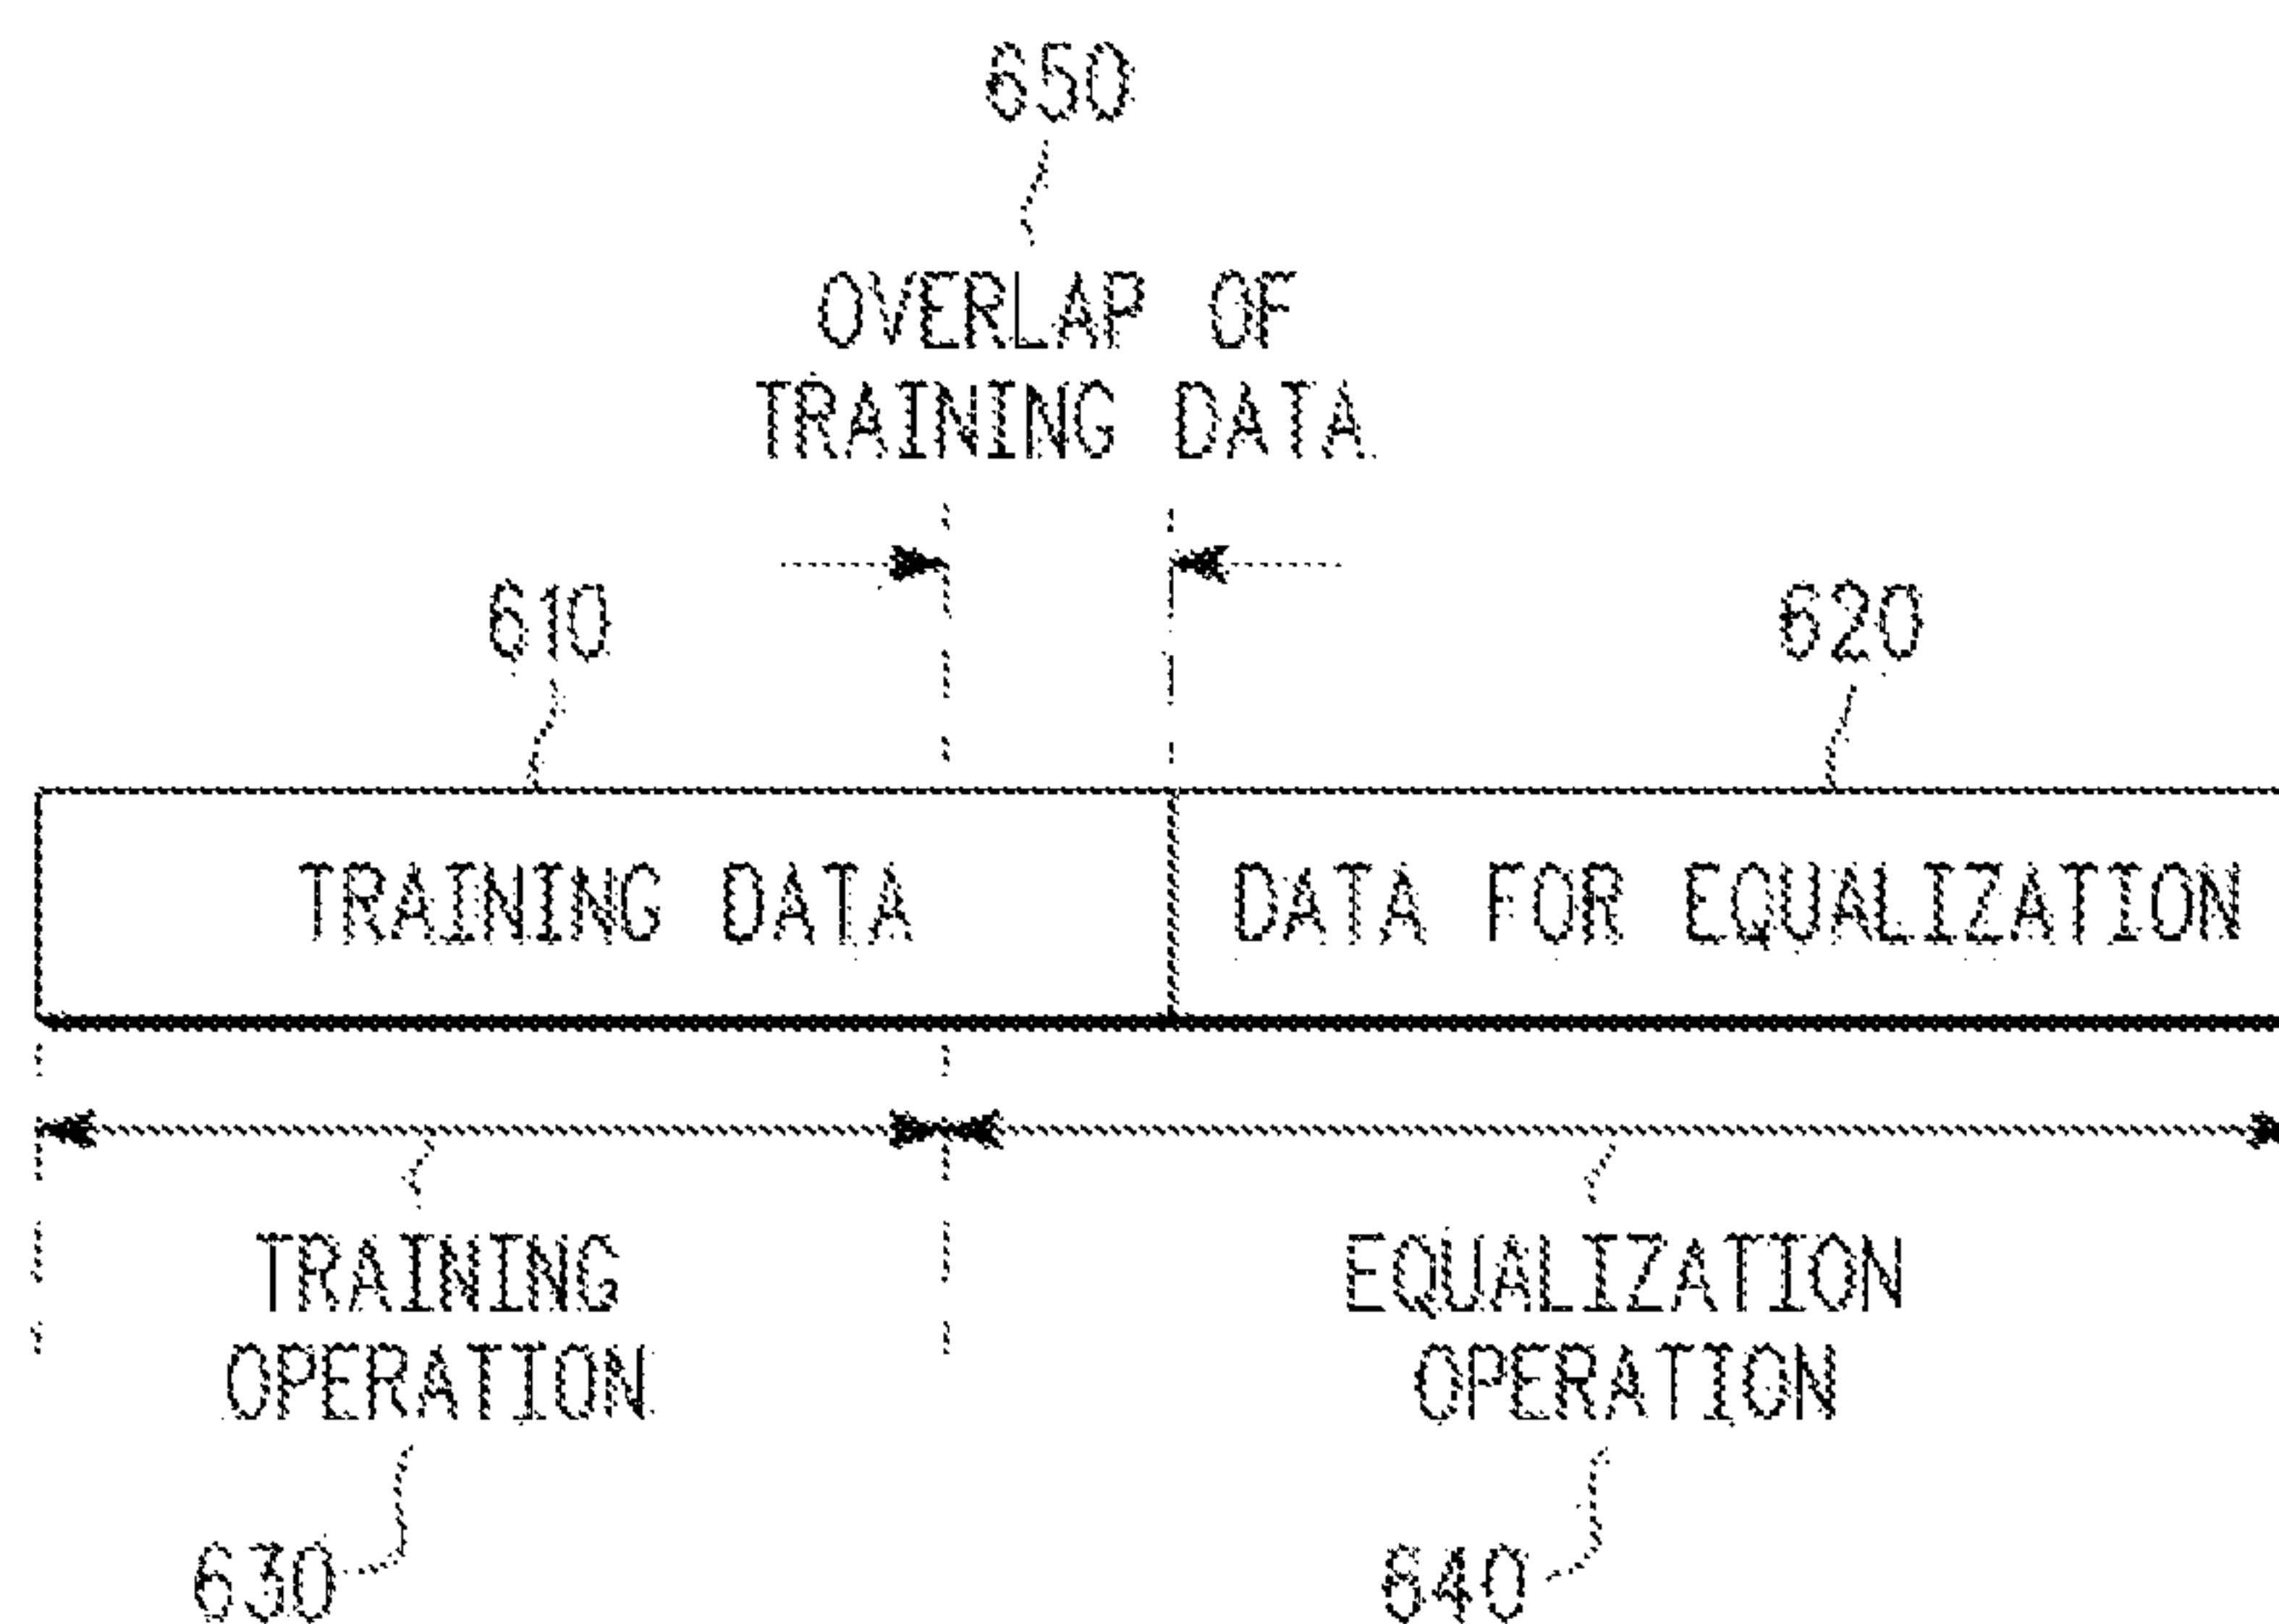 650
OVERLAP OF
TRAINING DATA
610
620
TRAINING DATA
DATA FOR EQUALIZATION
TRAINING
OPERATION
EQUALIZATION
OPERATION
630
640